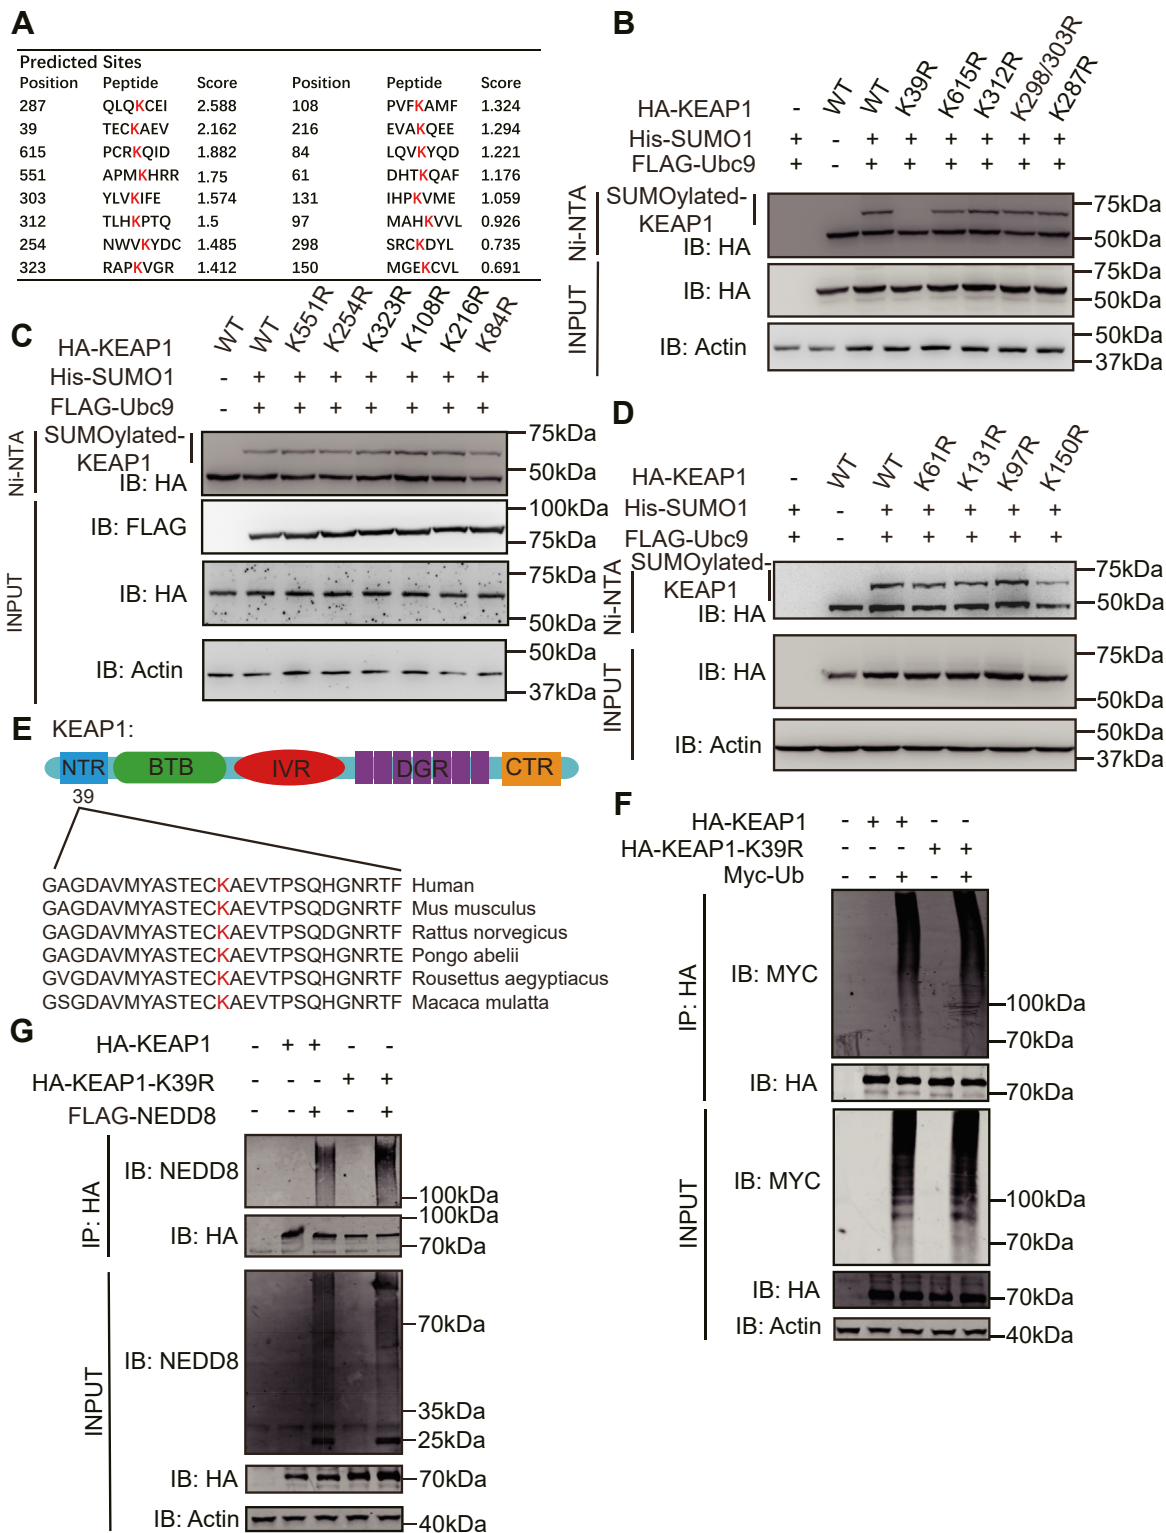 A
Predicted Sites
Position Peptide Score Position Peptide Score
287 QLQKCEI 2.588 108 PVFKAMF 1.324
39 TECKAEV 2.162 216 EVAKQEE 1.294
615 PCRKQID 1.882 84 LQVKYQD 1.221
551 APMKHRR 1.75 61 DHTKQAF 1.176
303 YLVKIFE 1.574 131 IHPKVME 1.059
312 TLHKPTQ 1.5 97 MAHKVVL 0.926
254 NWVKYDC 1.485 298 SRCKDYL 0.735
323 RAPKVGR 1.412 150 MGEKCVL 0.691
B
HA-KEAP1 - WT WT K39R K615R K312R K298/303R K287R
His-SUMO1 + - + + + + + +
FLAG-Ubc9 + - + + + + + +
Ni-NTA
SUMOylated-
KEAP1
IB: HA
75kDa
50kDa
INPUT
IB: HA
75kDa
50kDa
IB: Actin
50kDa
37kDa
C
HA-KEAP1 WT WT K551R K254R K323R K108R K216R K84R
His-SUMO1 - + + + + + + +
FLAG-Ubc9 - + + + + + + +
Ni-NTA
SUMOylated-
KEAP1
IB: HA
75kDa
50kDa
INPUT
IB: FLAG
100kDa
75kDa
IB: HA
75kDa
50kDa
IB: Actin
50kDa
37kDa
D
HA-KEAP1 - WT WT K61R K131R K97R K150R
His-SUMO1 + - + + + + +
FLAG-Ubc9 + - + + + + +
Ni-NTA
SUMOylated-
KEAP1
IB: HA
75kDa
50kDa
INPUT
IB: HA
75kDa
50kDa
IB: Actin
50kDa
37kDa
E
KEAP1:
NTR BTB IVR DGR CTR
39
GAGDAVMYASTECKAEVTPSQHGNRTF Human
GAGDAVMYASTECKAEVTPSQDGNRTF Mus musculus
GAGDAVMYASTECKAEVTPSQDGNRTF Rattus norvegicus
GAGDAVMYASTECKAEVTPSQHGNRTE Pongo abelii
GVGDAVMYASTECKAEVTPSQHGNRTF Rousettus aegyptiacus
GSGDAVMYASTECKAEVTPSQHGNRTF Macaca mulatta
F
HA-KEAP1 - + + - -
HA-KEAP1-K39R - - - + +
Myc-Ub - - + - +
IP: HA
IB: MYC
100kDa
70kDa
IB: HA
70kDa
INPUT
IB: MYC
100kDa
70kDa
IB: HA
70kDa
IB: Actin
40kDa
G
HA-KEAP1 - + + - -
HA-KEAP1-K39R - - - + +
FLAG-NEDD8 - - + - +
IP: HA
IB: NEDD8
100kDa
IB: HA
100kDa
70kDa
INPUT
IB: NEDD8
70kDa
35kDa
25kDa
IB: HA
70kDa
IB: Actin
40kDa